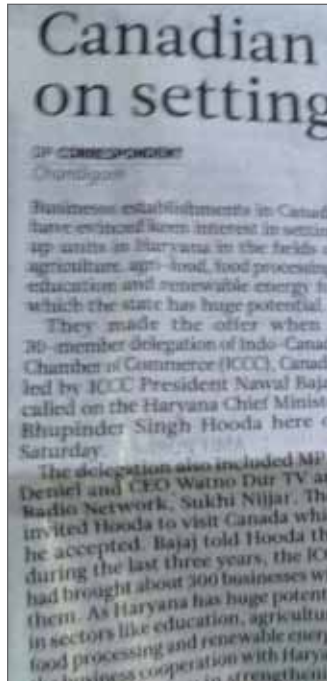 Canadian
on setting
CORRESPONDENT
Chandigarh
Businesses establishments in Canad
have evinced keen interest in settin
up units in Haryana in the fields o
agriculture, agri-food, food processing
education and renewable energy f
which the state has huge potential.
They made the offer when
30-member delegation of Indo-Canad
Chamber of Commerce (ICCC), Canad
led by ICCC President Nawal Baja
called on the Haryana Chief Minist
Bhupinder Singh Hooda here o
Saturday.
The delegation also included MP
Deniel and CEO Watno Dur TV an
Radio Network, Sukhi Nijjar. Th
invited Hooda to visit Canada whi
he accepted. Bajaj told Hooda th
during the last three years, the IC
had brought about 300 businesses w
them. As Haryana has huge potent
in sectors like education, agricultu
food processing and renewable energ
business cooperation with Harya
strengthenin